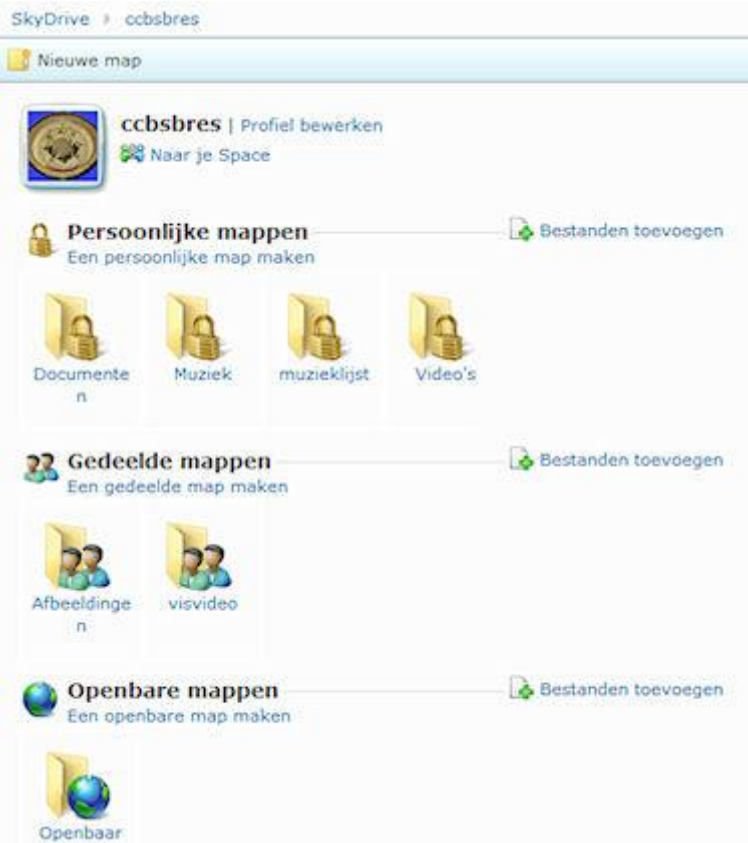 SkyDrive ccbsbres
Nieuwe map
ccbsbres | Profiel bewerken
Naar je Space
Persoonlijke mappen Bestanden toevoegen
Een persoonlijke map maken
Documente Muziek muzieklijst Video's
n
Gedeelde mappen Bestanden toevoegen
Een gedeelde map maken
Afbeeldinge visvideo
n
Openbare mappen Bestanden toevoegen
Een openbare map maken
Openbaar